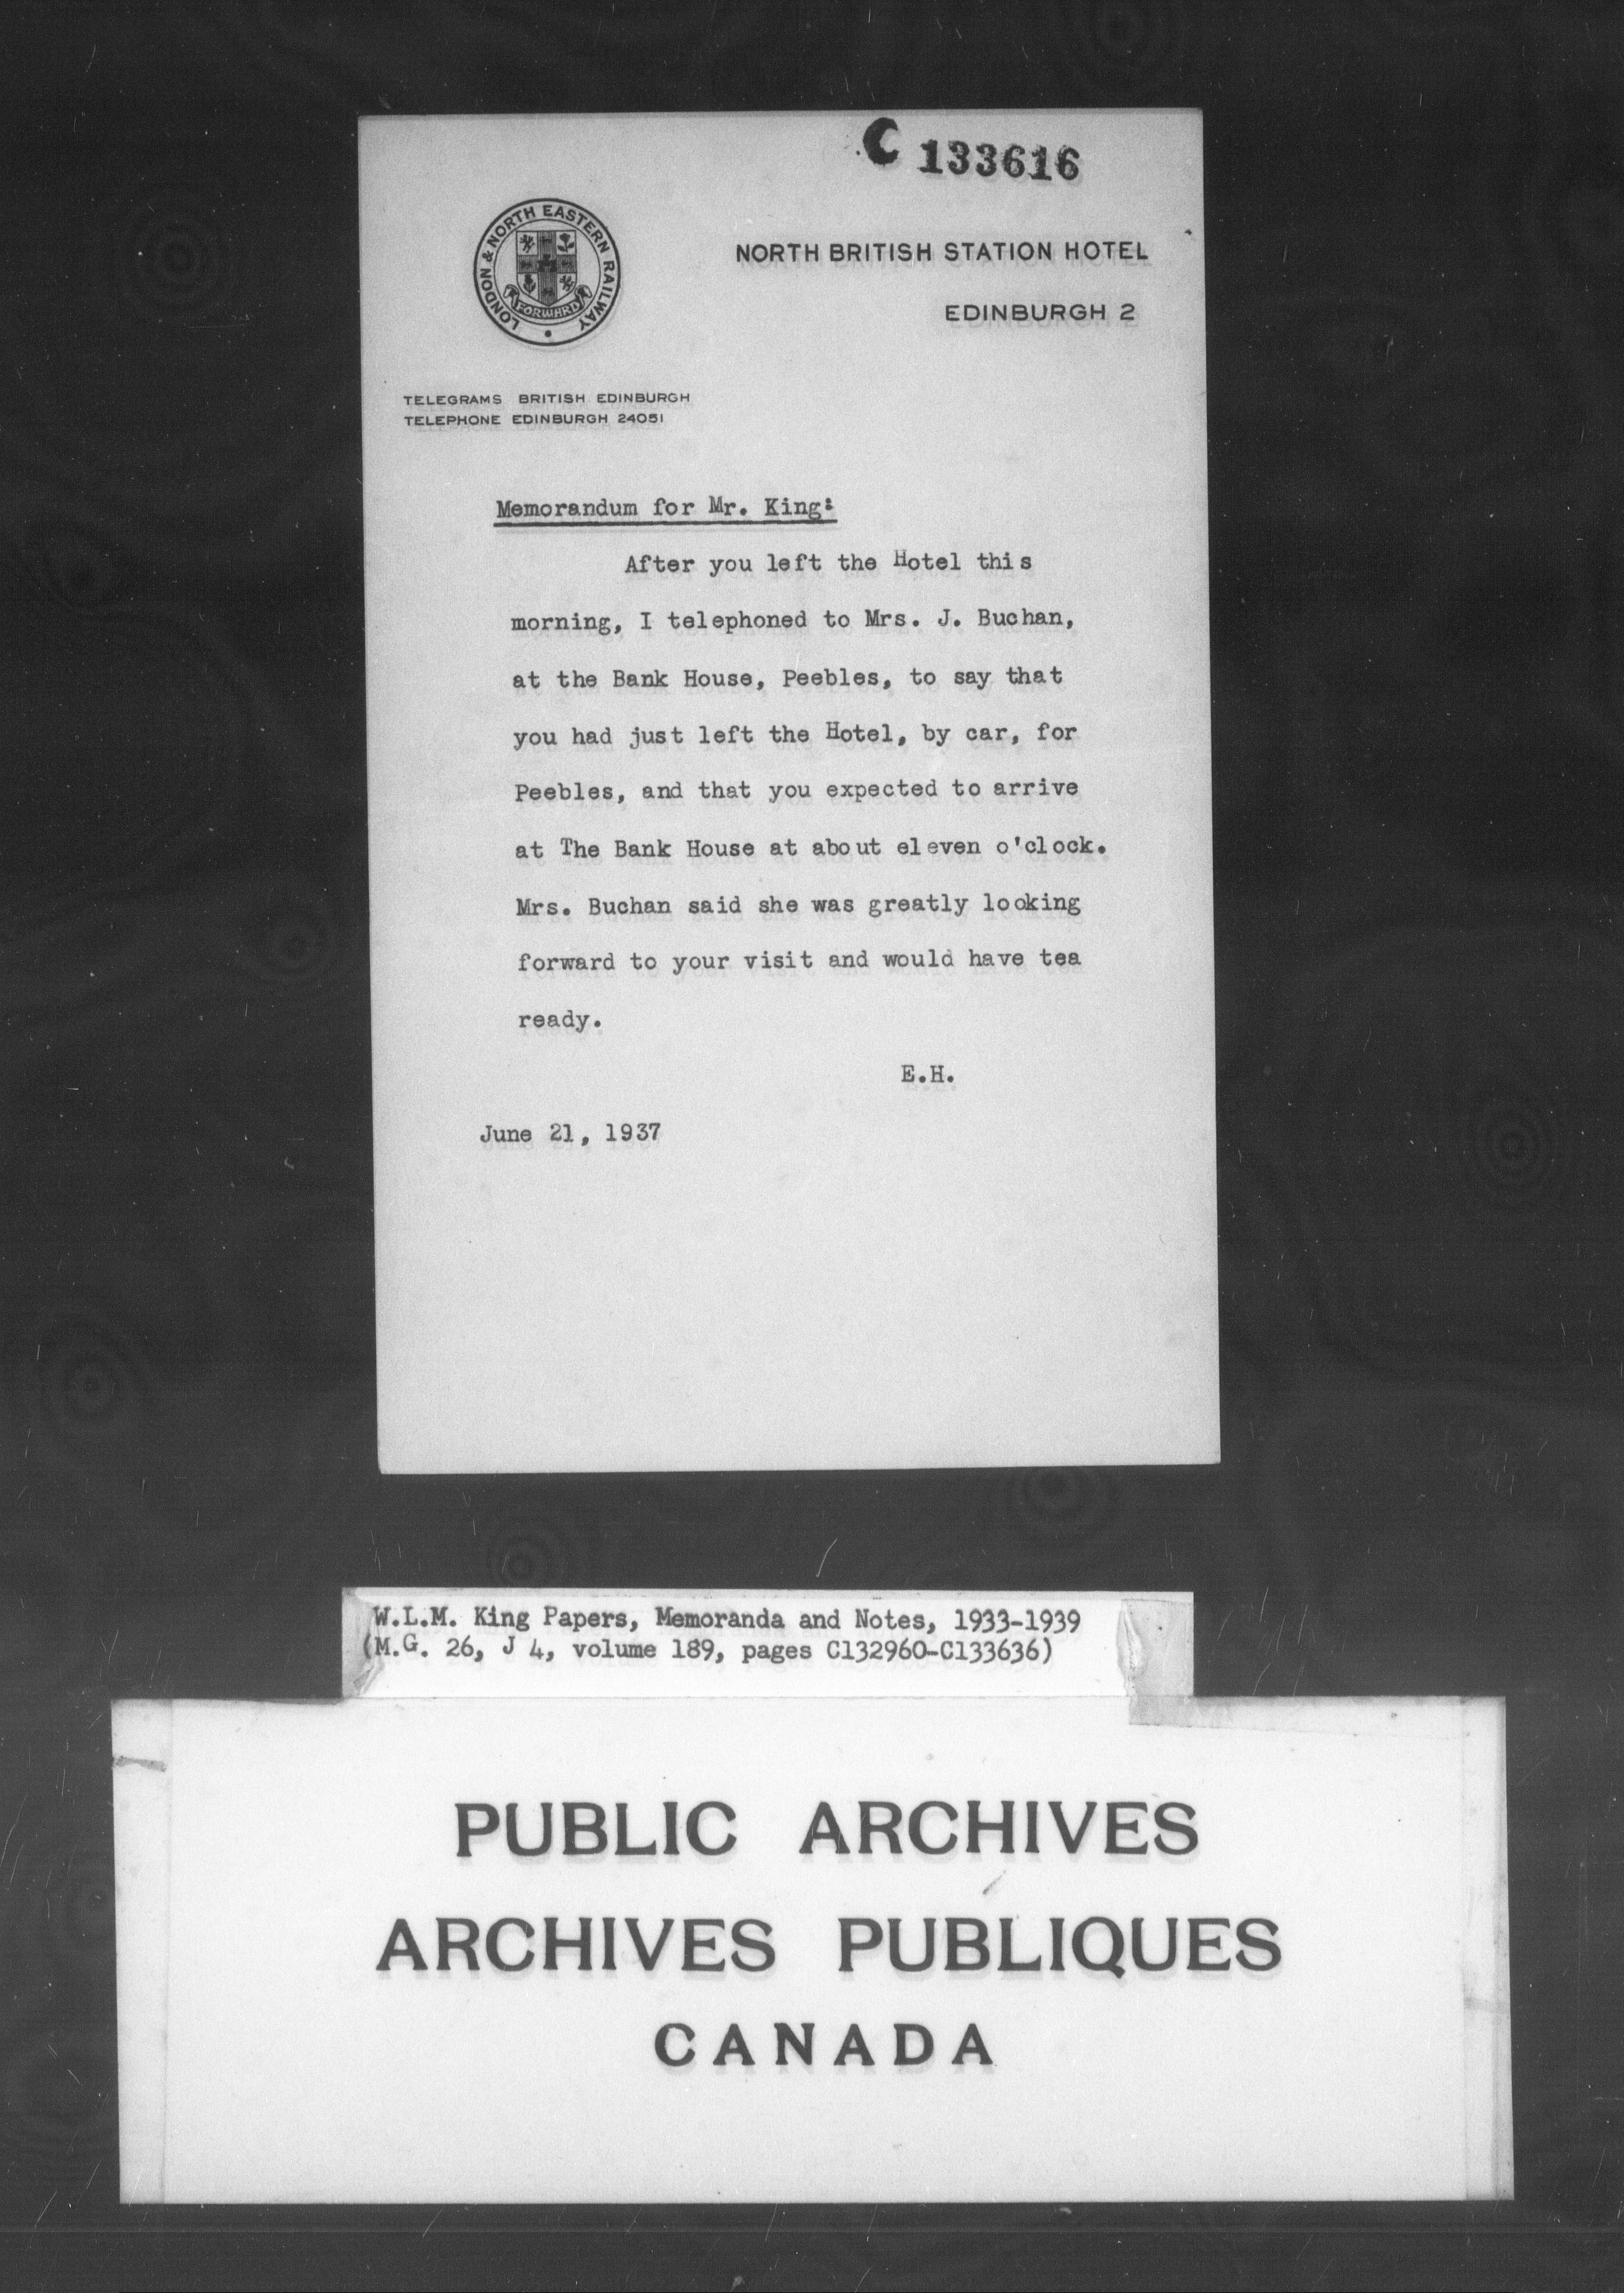 C 133616
LONDON & NORTH EASTERN RAILWAY
FORWARD
NORTH BRITISH STATION HOTEL
EDINBURGH 2
TELEGRAMS BRITISH EDINBURGH
TELEPHONE EDINBURGH 24051
Memorandum for Mr. King:
After you left the Hotel this
morning, I telephoned to Mrs. J. Buchan,
at the Bank House, Peebles, to say that
you had just left the Hotel, by car, for
Peebles, and that you expected to arrive
at The Bank House at about eleven o'clock.
Mrs. Buchan said she was greatly looking
forward to your visit and would have tea
ready.
E.H.
June 21, 1937
W.L.M. King Papers, Memoranda and Notes, 1933-1939
(M.G. 26, J 4, volume 189, pages C132960-C133636)
PUBLIC ARCHIVES
ARCHIVES PUBLIQUES
CANADA